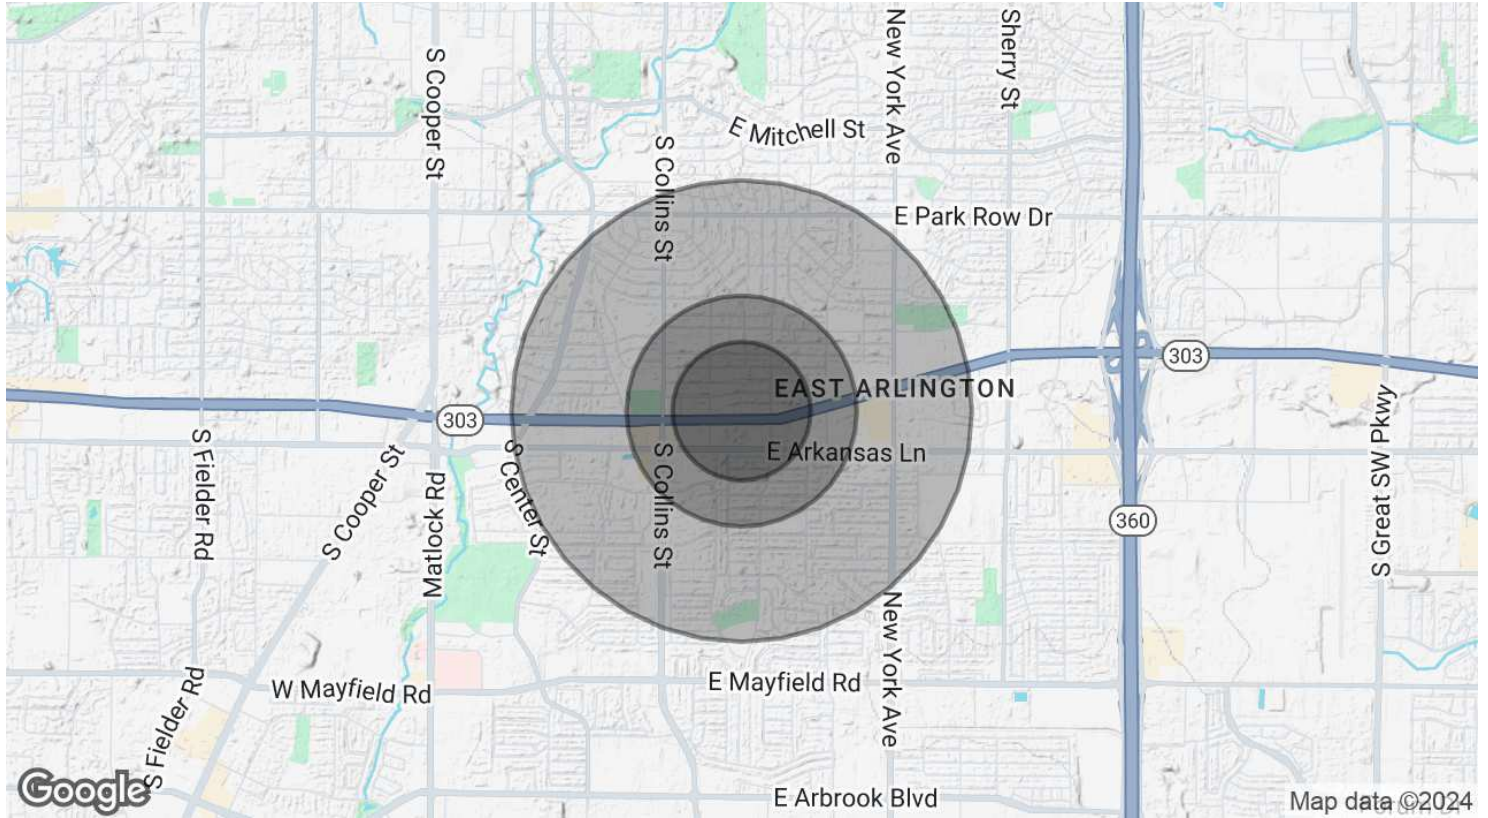 S Cooper St
New York Ave
Sherry St
E Mitchell St
S Collins St
E Park Row Dr
303
EAST ARLINGTON
303
E Arkansas Ln
S Fielder Rd
S Cooper St
Matlock Rd
S Center St
S Collins St
360
S Great SW Pkwy
New York Ave
S Fielder Rd
W Mayfield Rd
E Mayfield Rd
E Arbrook Blvd
Google
Map data ©2024